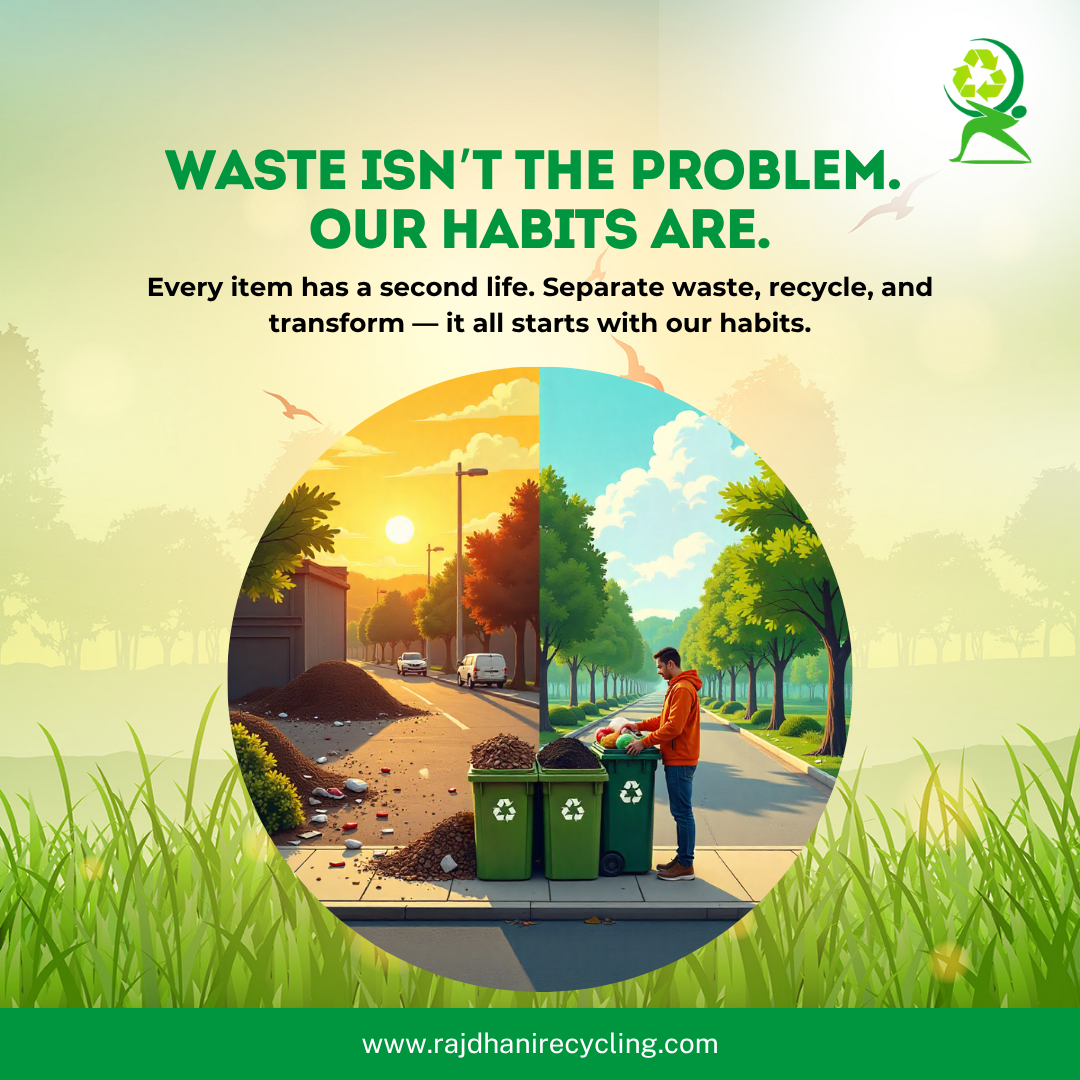 WASTE ISN'T THE PROBLEM.
OUR HABITS ARE.
Every item has a second life. Separate waste, recycle, and
transform — it all starts with our habits.
www.rajdhanirecycling.com